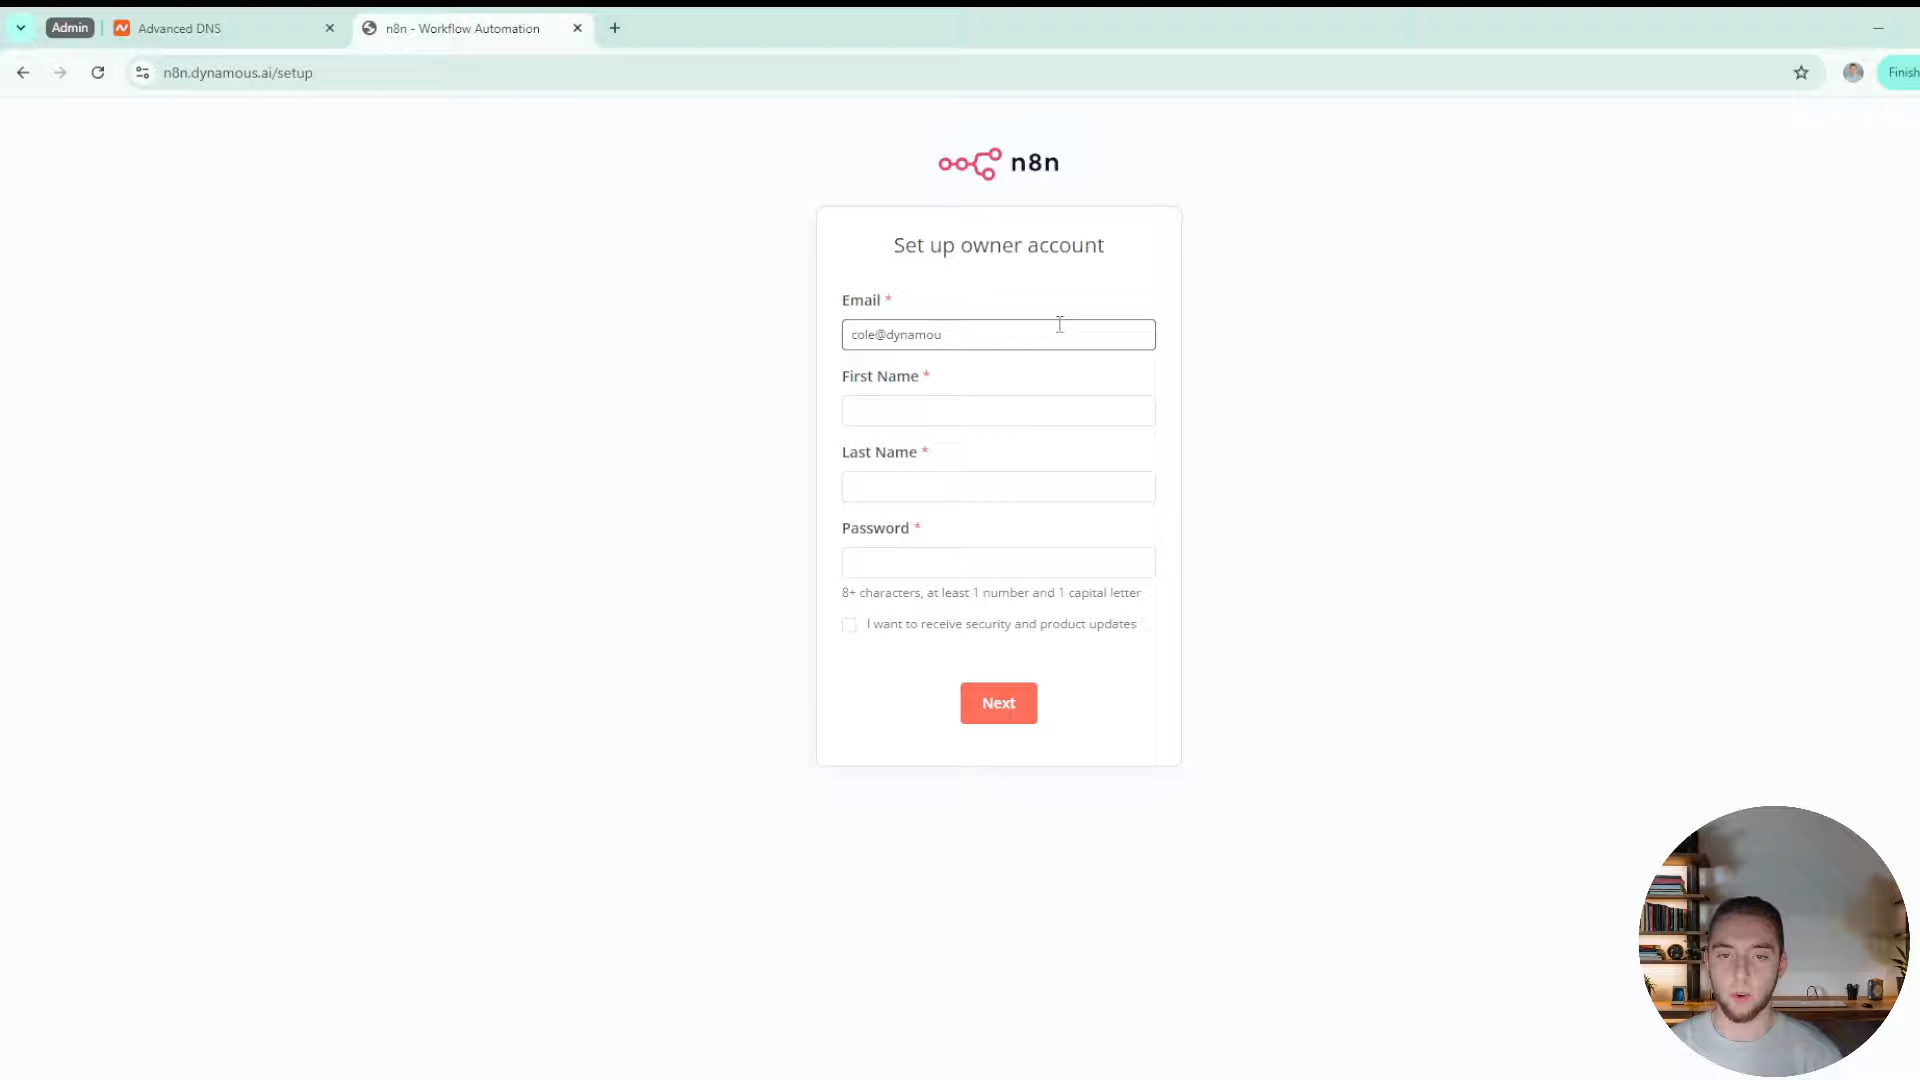 Admin
Advanced DNS
n8n - Workflow Automation
n8n.dynamous.ai/setup
Finish
n8n
Set up owner account
Email *
cole@dynamou
First Name *
Last Name *
Password *
8+ characters, at least 1 number and 1 capital letter
I want to receive security and product updates
Next